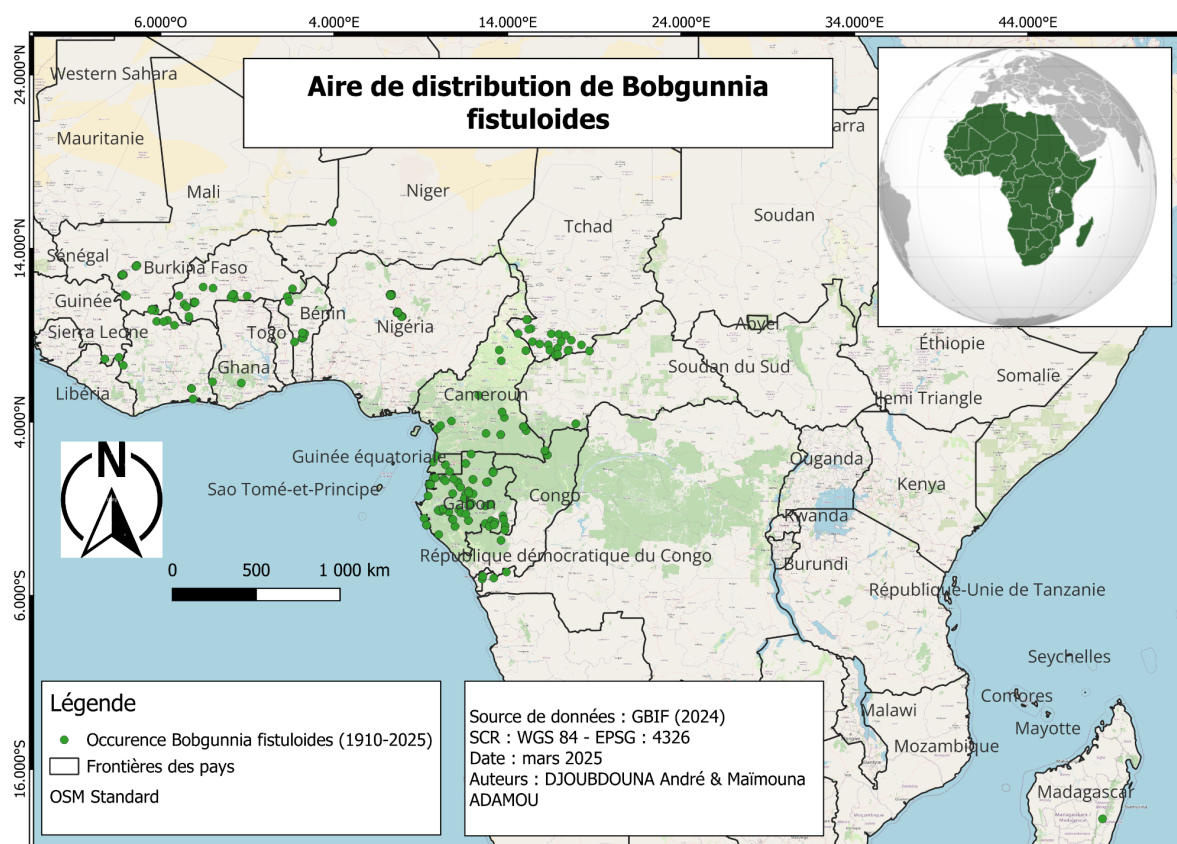 6.000°O 4.000°E 14.000°E 24.000°E 34.000°E 44.000°E
24.000°N
14.000°N
4.000°N
6.000°S
16.000°S
Aire de distribution de Bobgunnia
fistuloides
Western Sahara
arra
Mauritanie
Mali
Niger
Tchad
Soudan
Sénégal
Burkina Faso
Guinée
Bénin
Nigéria
Sierra Leone
Togo
Abyei
Éthiopie
Ghana
Soudan du Sud
Somalie
Libéria
Cameroun
Ilemi Triangle
N
Guinée équatoriale
Ouganda
Sao Tomé-et-Principe
Gabon
Congo
Kenya
Rwanda
République démocratique du Congo
Burundi
0 500 1 000 km
République-Unie de Tanzanie
Seychelles
Comores
Malawi
Mayotte
Mozambique
Madagascar
Légende
Occurence Bobgunnia fistuloides (1910-2025)
Frontières des pays
OSM Standard
Source de données : GBIF (2024)
SCR : WGS 84 - EPSG : 4326
Date : mars 2025
Auteurs : DJOUBDOUNA André & Maïmouna
ADAMOU